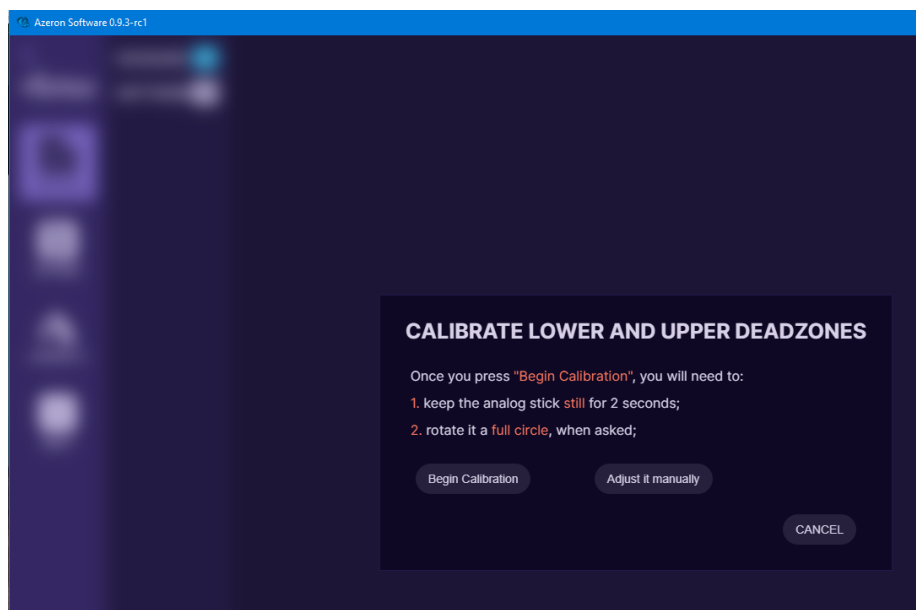 Azeron Software 0.9.3-rc1
CALIBRATE LOWER AND UPPER DEADZONES
Once you press "Begin Calibration", you will need to:
1. keep the analog stick still for 2 seconds;
2. rotate it a full circle, when asked;
Begin Calibration
Adjust it manually
CANCEL